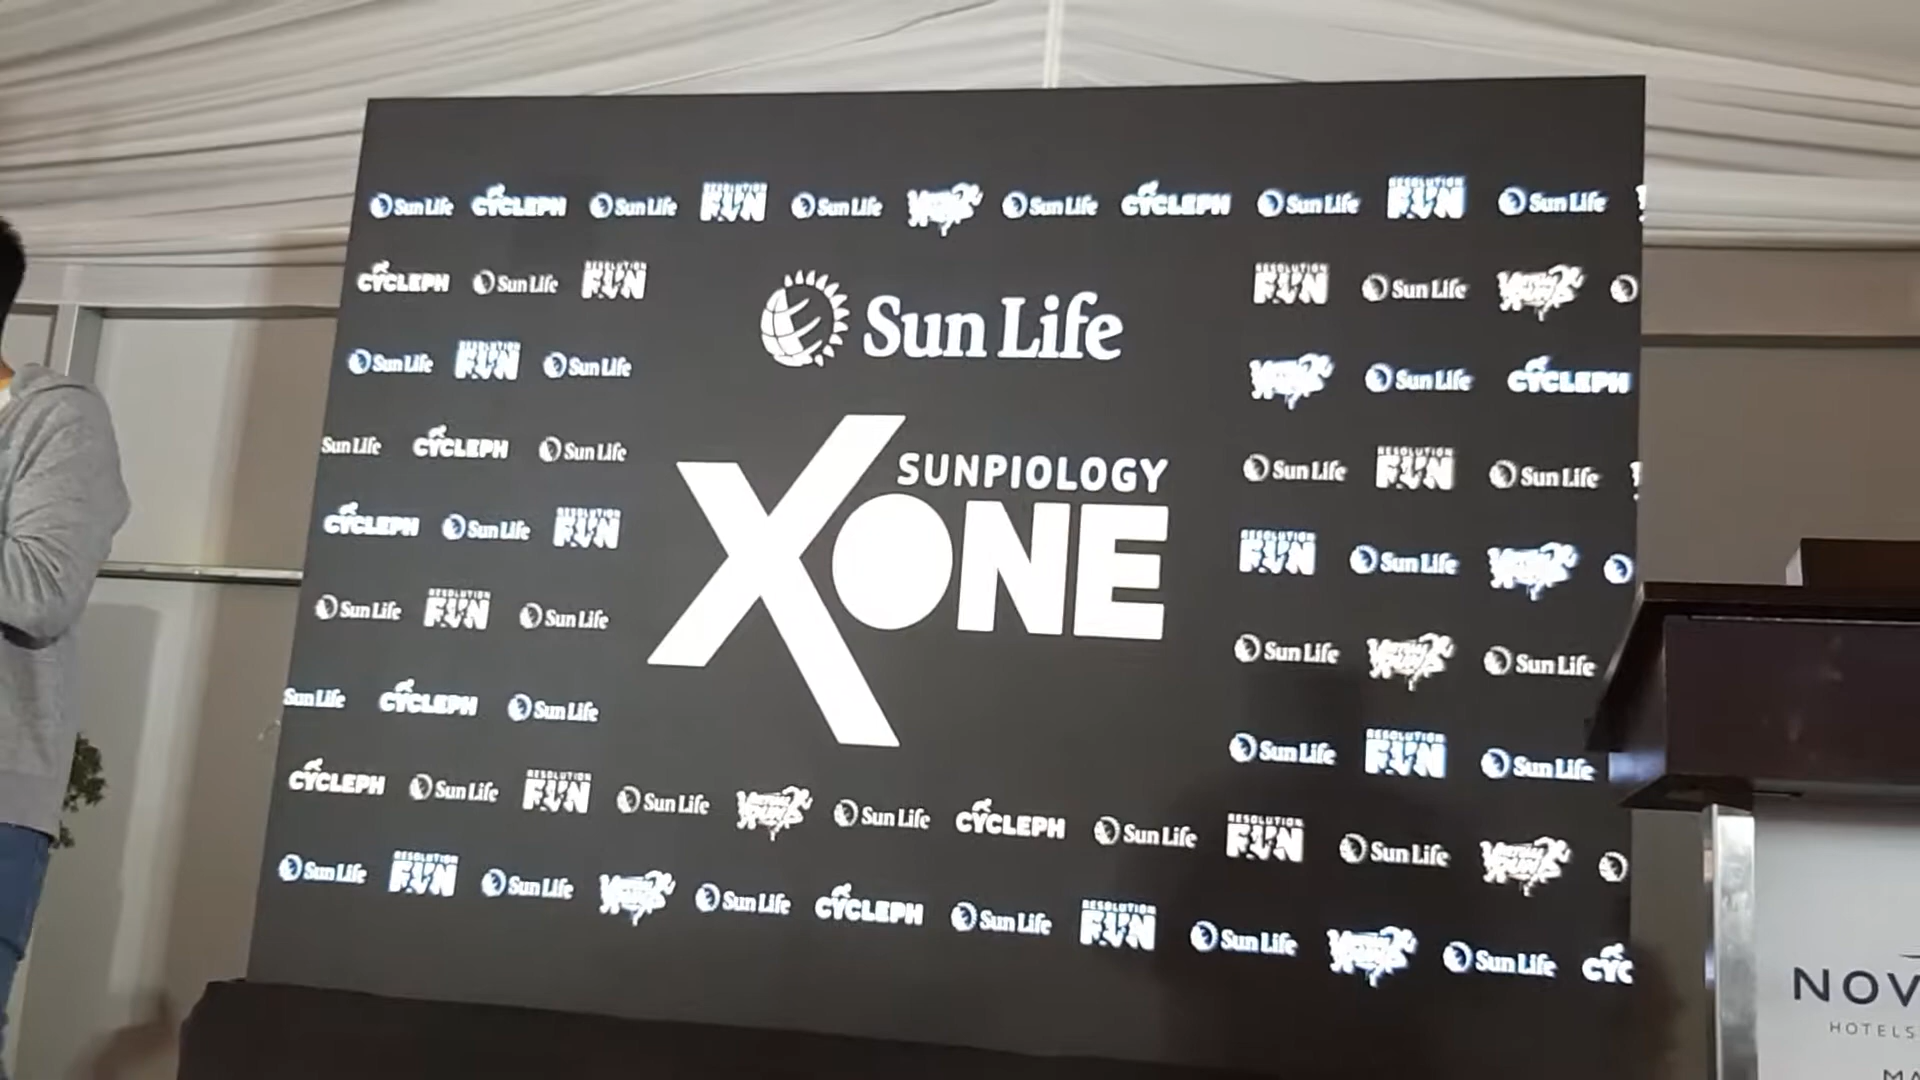 Sun Life CYCLEPH Sun Life RESOLUTION FUN Sun Life Sun Life CYCLEPH Sun Life RESOLUTION FUN Sun Life
CYCLEPH Sun Life RESOLUTION FUN
RESOLUTION FUN Sun Life
Sun Life
Sun Life RESOLUTION FUN Sun Life
Sun Life CYCLEPH
Sun Life CYCLEPH Sun Life
SUNPIOLOGY
XONE
Sun Life RESOLUTION FUN Sun Life
CYCLEPH Sun Life RESOLUTION FUN
RESOLUTION FUN Sun Life
Sun Life RESOLUTION FUN Sun Life
Sun Life Sun Life
Sun Life CYCLEPH Sun Life
Sun Life RESOLUTION FUN Sun Life
CYCLEPH Sun Life RESOLUTION FUN Sun Life Sun Life CYCLEPH Sun Life RESOLUTION FUN Sun Life
Sun Life RESOLUTION FUN Sun Life Sun Life CYCLEPH Sun Life RESOLUTION FUN Sun Life Sun Life CYC
NOV
HOTELS
MA